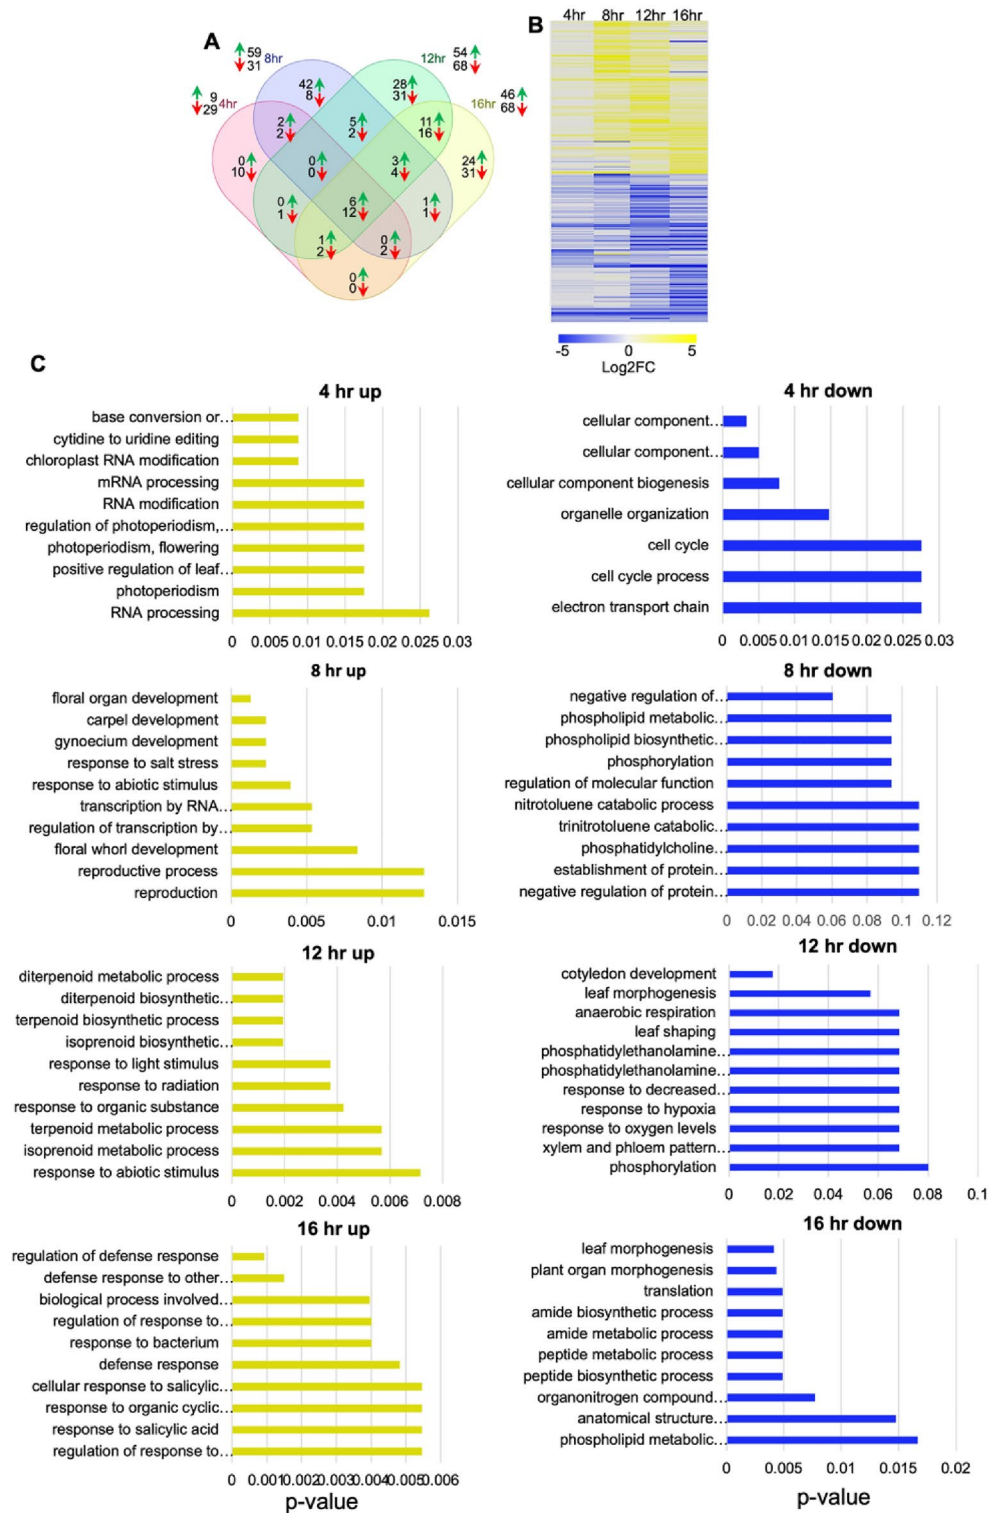 A
59
31
8hr
12hr
54
68
9
29
4hr
16hr
46
68
42
8
28
31
2
2
5
2
11
16
0
10
0
0
3
4
24
31
0
1
6
12
1
1
1
2
0
2
0
0
B
4hr 8hr 12hr 16hr
-5 0 5
Log2FC
C
4 hr up
base conversion or...
cytidine to uridine editing
chloroplast RNA modification
mRNA processing
RNA modification
regulation of photoperiodism,...
photoperiodism, flowering
positive regulation of leaf...
photoperiodism
RNA processing
0 0.005 0.01 0.015 0.02 0.025 0.03
4 hr down
cellular component...
cellular component...
cellular component biogenesis
organelle organization
cell cycle
cell cycle process
electron transport chain
0 0.005 0.01 0.015 0.02 0.025 0.03
8 hr up
floral organ development
carpel development
gynoecium development
response to salt stress
response to abiotic stimulus
transcription by RNA...
regulation of transcription by...
floral whorl development
reproductive process
reproduction
0 0.005 0.01 0.015
8 hr down
negative regulation of...
phospholipid metabolic...
phospholipid biosynthetic...
phosphorylation
regulation of molecular function
nitrotoluene catabolic process
trinitrotoluene catabolic...
phosphatidylcholine...
establishment of protein...
negative regulation of protein...
0 0.02 0.04 0.06 0.08 0.1 0.12
12 hr up
diterpenoid metabolic process
diterpenoid biosynthetic...
terpenoid biosynthetic process
isoprenoid biosynthetic...
response to light stimulus
response to radiation
response to organic substance
terpenoid metabolic process
isoprenoid metabolic process
response to abiotic stimulus
0 0.002 0.004 0.006 0.008
12 hr down
cotyledon development
leaf morphogenesis
anaerobic respiration
leaf shaping
phosphatidylethanolamine...
phosphatidylethanolamine...
response to decreased...
response to hypoxia
response to oxygen levels
xylem and phloem pattern...
phosphorylation
0 0.02 0.04 0.06 0.08 0.1
16 hr up
regulation of defense response
defense response to other...
biological process involved...
regulation of response to...
response to bacterium
defense response
cellular response to salicylic...
response to organic cyclic...
response to salicylic acid
regulation of response to...
0 0.001 0.002 0.003 0.004 0.005 0.006
p-value
16 hr down
leaf morphogenesis
plant organ morphogenesis
translation
amide biosynthetic process
amide metabolic process
peptide metabolic process
peptide biosynthetic process
organonitrogen compound...
anatomical structure...
phospholipid metabolic...
0 0.005 0.01 0.015 0.02
p-value